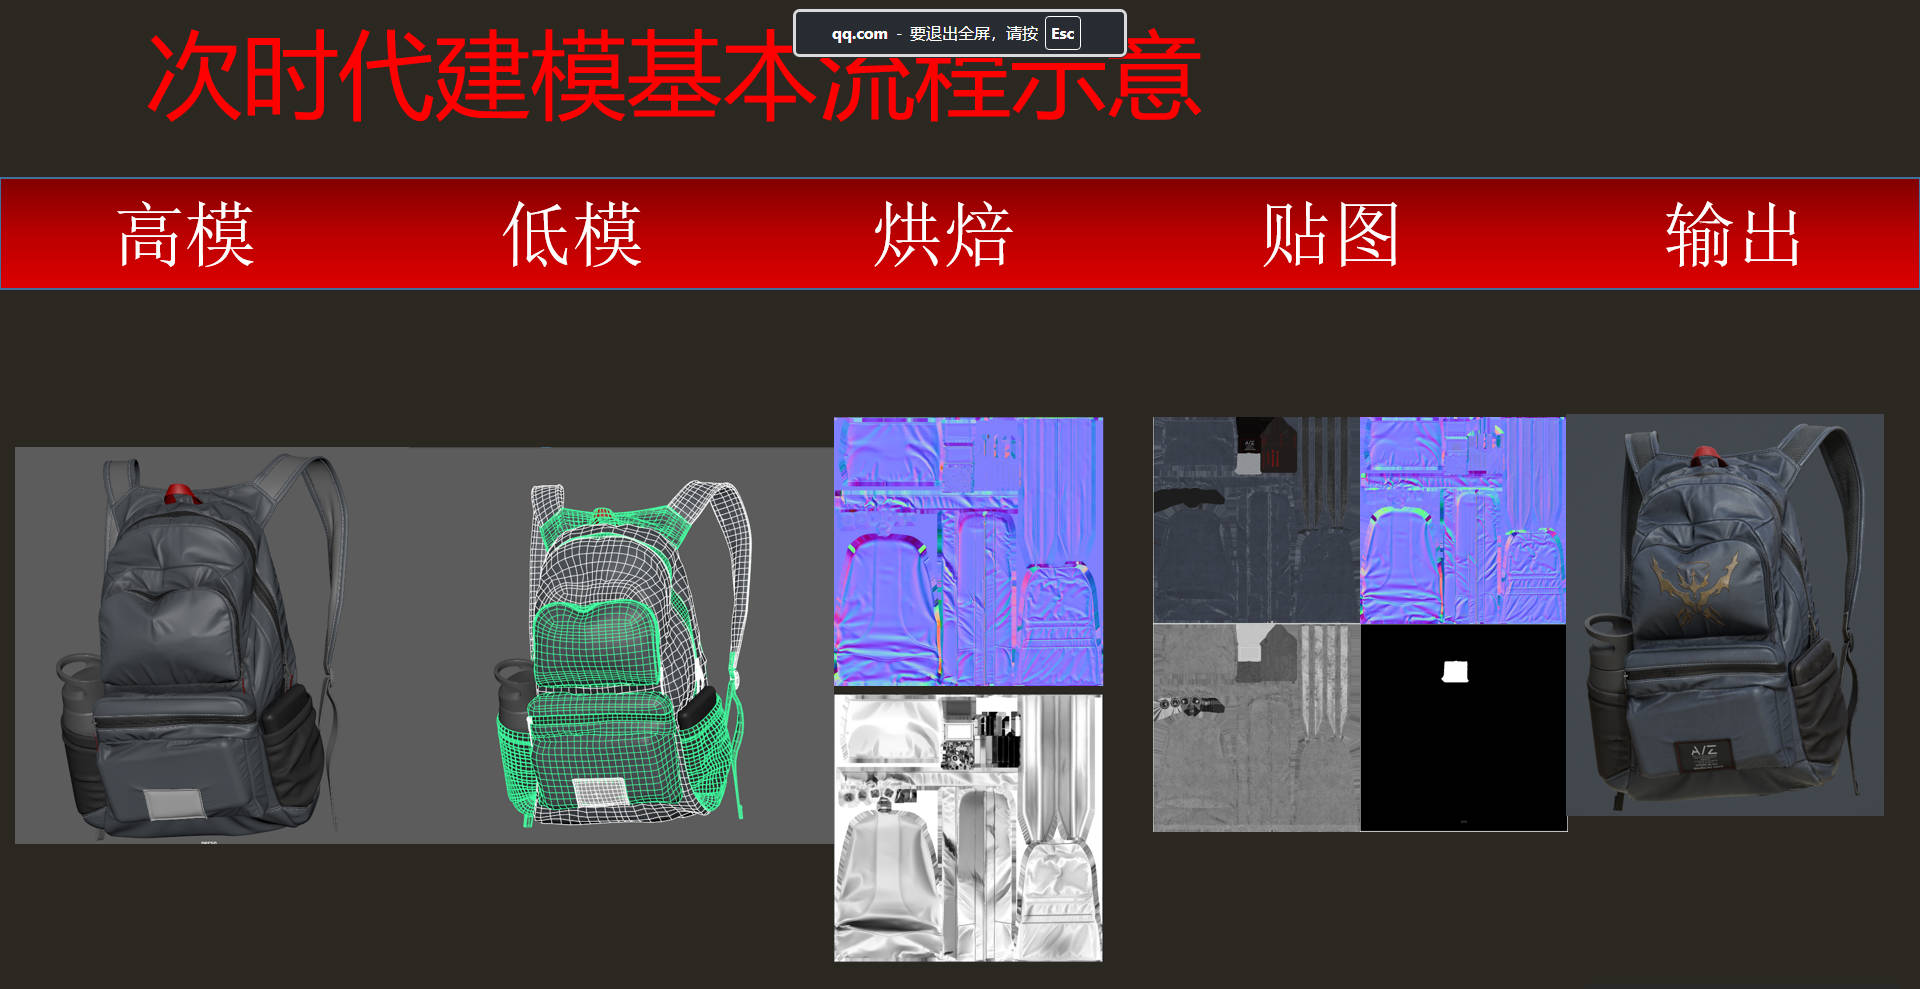 qq.com - 要退出全屏，请按 Esc
次时代建模基本流程示意
高模 低模 烘焙 贴图 输出
persp
A/Z
A/Z